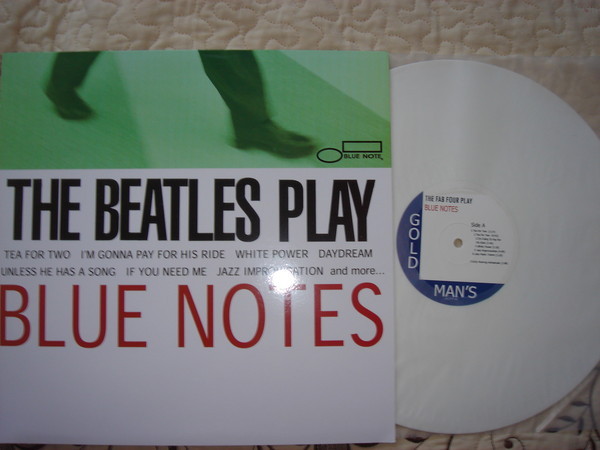 BLUE NOTE
THE BEATLES PLAY
TEA FOR TWO I'M GONNA PAY FOR HIS RIDE WHITE POWER DAYDREAM
UNLESS HE HAS A SONG IF YOU NEED ME JAZZ IMPROVISATION and more...
BLUE NOTES
THE FAB FOUR PLAY
BLUE NOTES
Side A
GOLD
MAN'S